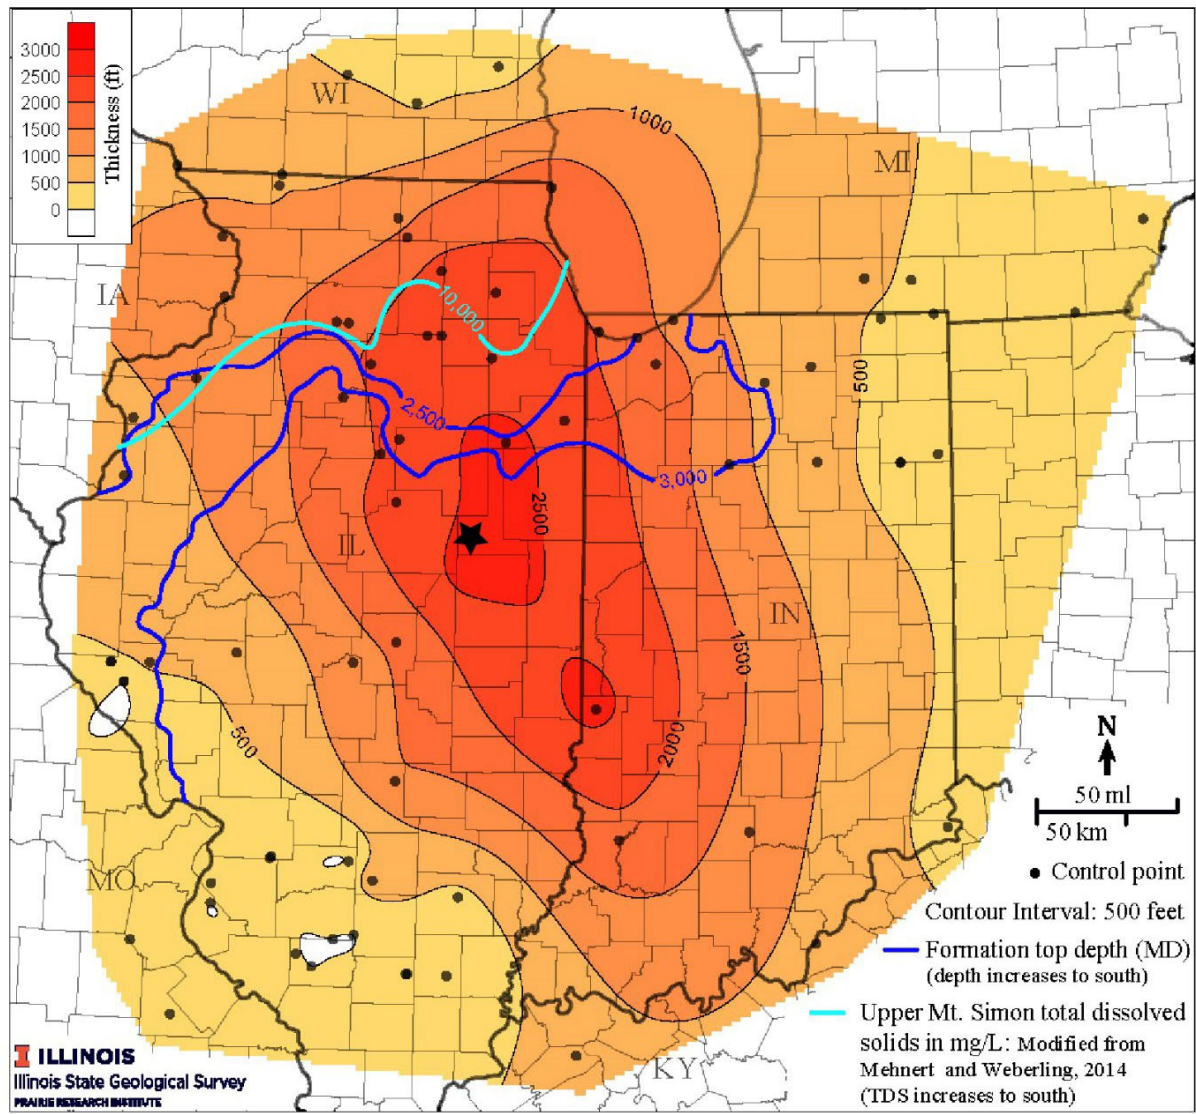 3000
2500
2000
1500
1000
500
0
Thickness (ft)
WI
1000
MI
IA
10,000
500
2,500
3,000
2500
IL
IN
1500
500
2000
MO
KY
N
50 ml
50 km
Control point
Contour Interval: 500 feet
Formation top depth (MD)
(depth increases to south)
Upper Mt. Simon total dissolved
solids in mg/L: Modified from
Mehnert and Weberling, 2014
(TDS increases to south)
I ILLINOIS
Illinois State Geological Survey
PRAIRIE RESEARCH INSTITUTE